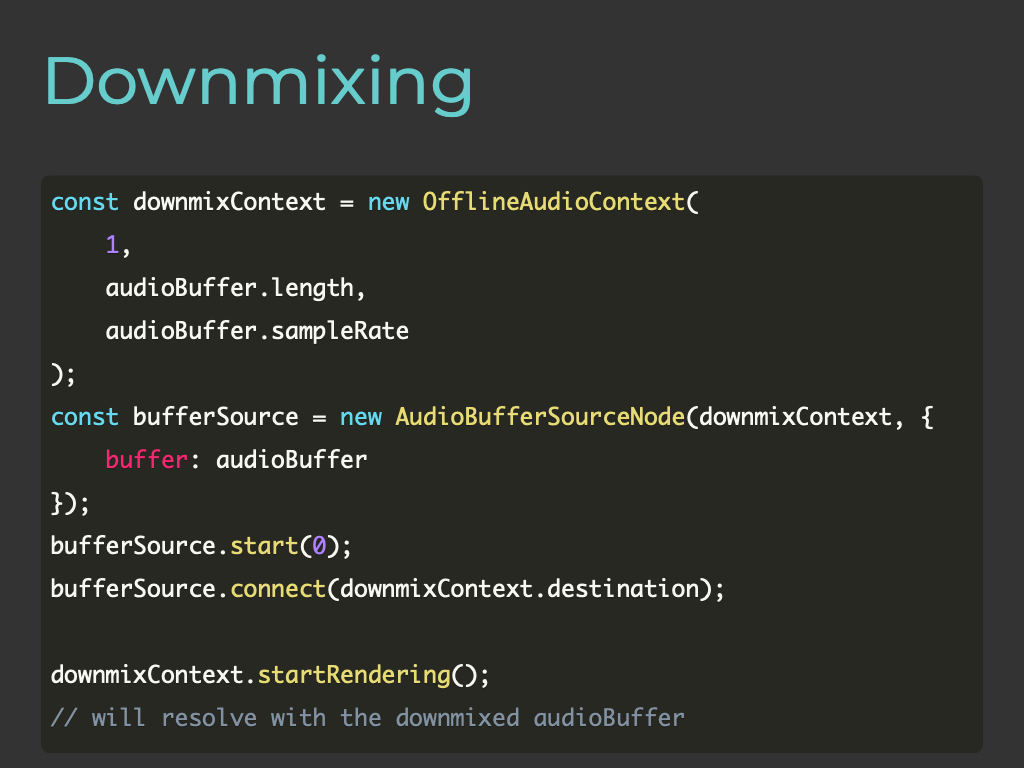 Downmixing
const downmixContext = new OfflineAudioContext(
    1,
    audioBuffer.length,
    audioBuffer.sampleRate
);
const bufferSource = new AudioBufferSourceNode(downmixContext, {
    buffer: audioBuffer
});
bufferSource.start(0);
bufferSource.connect(downmixContext.destination);

downmixContext.startRendering();
// will resolve with the downmixed audioBuffer